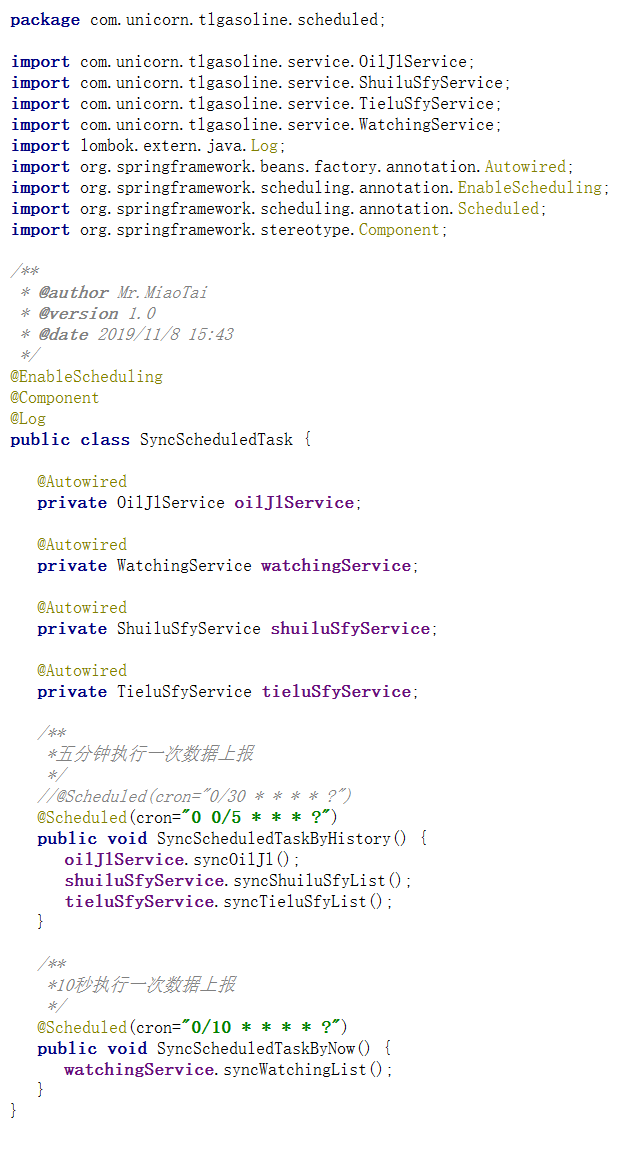 package com.unicorn.tlgasoline.scheduled;

import com.unicorn.tlgasoline.service.OilJlService;
import com.unicorn.tlgasoline.service.ShuiluSfyService;
import com.unicorn.tlgasoline.service.TieluSfyService;
import com.unicorn.tlgasoline.service.WatchingService;
import lombok.extern.java.Log;
import org.springframework.beans.factory.annotation.Autowired;
import org.springframework.scheduling.annotation.EnableScheduling;
import org.springframework.scheduling.annotation.Scheduled;
import org.springframework.stereotype.Component;

/**
 * @author Mr.MiaoTai
 * @version 1.0
 * @date 2019/11/8 15:43
 */
@EnableScheduling
@Component
@Log
public class SyncScheduledTask {

   @Autowired
   private OilJlService oilJlService;

   @Autowired
   private WatchingService watchingService;

   @Autowired
   private ShuiluSfyService shuiluSfyService;

   @Autowired
   private TieluSfyService tieluSfyService;

   /**
    *五分钟执行一次数据上报
    */
   //@Scheduled(cron="0/30 * * * * ?")
   @Scheduled(cron="0 0/5 * * * ?")
   public void SyncScheduledTaskByHistory() {
      oilJlService.syncOilJl();
      shuiluSfyService.syncShuiluSfyList();
      tieluSfyService.syncTieluSfyList();
   }

   /**
    *10秒执行一次数据上报
    */
   @Scheduled(cron="0/10 * * * * ?")
   public void SyncScheduledTaskByNow() {
      watchingService.syncWatchingList();
   }
}